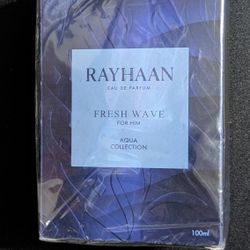 RAYHAAN
EAU DE PARFUM
FRESH WAVE
FOR HIM
AQUA
COLLECTION
100ml